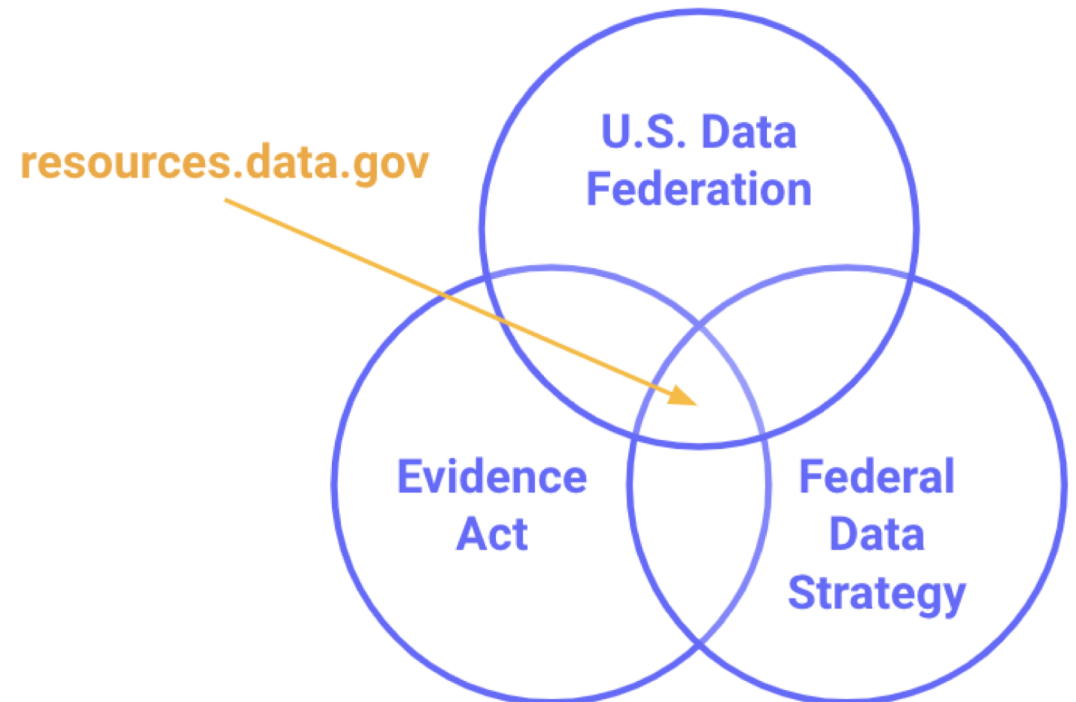 U.S. Data
Federation
resources.data.gov
Evidence
Act
Federal
Data
Strategy